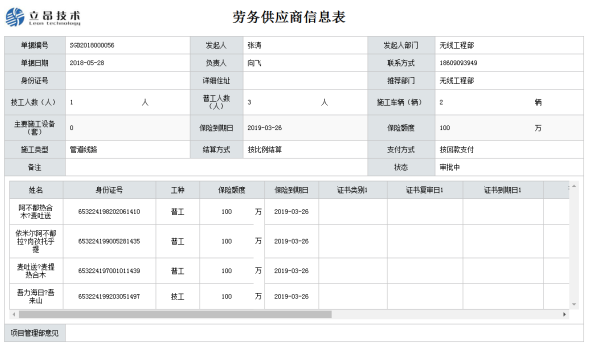 立昂技术
Leon technology
劳务供应商信息表
单据编号 SGD2018000056 发起人 张涛 发起人部门 无线工程部
单据日期 2018-05-28 负责人 向飞 联系方式 18609093949
身份证号 详细住址 推荐部门 无线工程部
技工人数（人） 1 人 普工人数（人） 3 人 施工车辆（辆） 2 辆
主要施工设备（套） 0 保险到期日 2019-03-26 保险额度 100 万
施工类型 管道线路 结算方式 按比例结算 支付方式 按回款支付
备注 状态 审批中
姓名 身份证号 工种 保险额度 保险到期日 证书类别1 证书复审日1 证书到期日1
阿不都热合
木?麦吐送 653224198202061410 普工 100 万 2019-03-26
依米尔阿不都
拉?肉孜托乎
提 653224199005281435 普工 100 万 2019-03-26
麦吐送?麦提
热合木 653224197001011439 普工 100 万 2019-03-26
吾力海日?吾
来山 653224199203051497 技工 100 万 2019-03-26
项目管理部意见